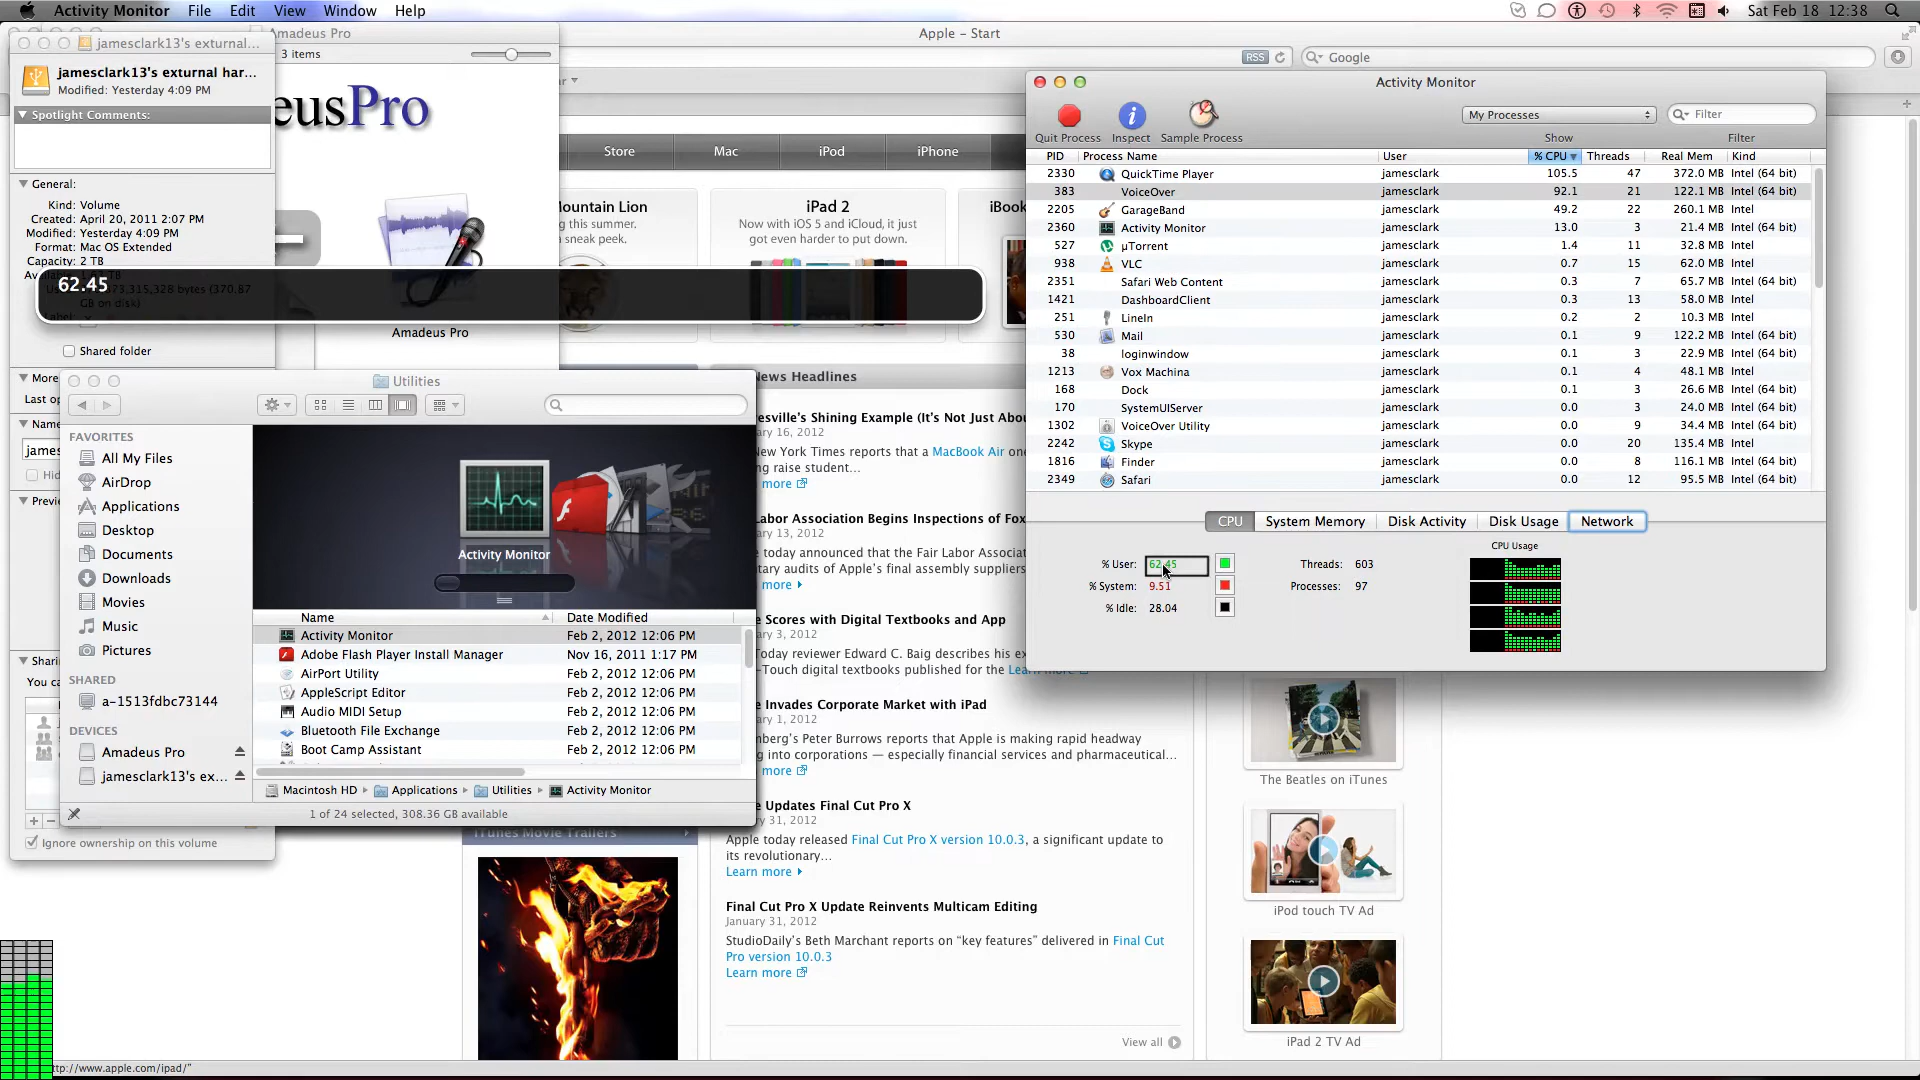 Activity Monitor File Edit View Window Help
Sat Feb 18 12:38
jamesclark13's exturnal...
Amadeus Pro
Apple – Start
3 items
RSS
Google
jamesclark13's exturnal har...
Modified: Yesterday 4:09 PM
Spotlight Comments:
General:
Kind: Volume
Created: April 20, 2011 2:07 PM
Modified: Yesterday 4:09 PM
Format: Mac OS Extended
Capacity: 2 TB
62.45
GB on disk)
Shared folder
More
Name
Sharin
You ca
Ignore ownership on this volume
eusPro
Amadeus Pro
Store Mac iPod iPhone
Mountain Lion
iPad 2
Now with iOS 5 and iCloud, it just
got even harder to put down.
Utilities
FAVORITES
All My Files
AirDrop
Applications
Desktop
Documents
Downloads
Movies
Music
Pictures
SHARED
a-1513fdbc73144
DEVICES
Amadeus Pro
jamesclark13's ex...
Activity Monitor
Name Date Modified
Activity Monitor Feb 2, 2012 12:06 PM
Adobe Flash Player Install Manager Nov 16, 2011 1:17 PM
AirPort Utility Feb 2, 2012 12:06 PM
AppleScript Editor Feb 2, 2012 12:06 PM
Audio MIDI Setup Feb 2, 2012 12:06 PM
Bluetooth File Exchange Feb 2, 2012 12:06 PM
Boot Camp Assistant Feb 2, 2012 12:06 PM
Macintosh HD Applications Utilities Activity Monitor
1 of 24 selected, 308.36 GB available
iTunes Movie Trailers
News Headlines
esville's Shining Example (It's Not Just Abou
ary 16, 2012
New York Times reports that a MacBook Air one
ng raise student...
more
Labor Association Begins Inspections of Fox
ary 13, 2012
e today announced that the Fair Labor Associat
tary audits of Apple's final assembly suppliers
more
Scores with Digital Textbooks and App
ary 3, 2012
Today reviewer Edward C. Baig describes his ex
-Touch digital textbooks published for the Learn more
e Invades Corporate Market with iPad
ary 1, 2012
mberg's Peter Burrows reports that Apple is making rapid headway
g into corporations — especially financial services and pharmaceutical...
more
e Updates Final Cut Pro X
ary 31, 2012
Apple today released Final Cut Pro X version 10.0.3, a significant update to
its revolutionary...
Learn more
Final Cut Pro X Update Reinvents Multicam Editing
January 31, 2012
StudioDaily's Beth Marchant reports on “key features” delivered in Final Cut
Pro version 10.0.3
Learn more
View all
Activity Monitor
Quit Process Inspect Sample Process
My Processes
Show
Filter
Filter
PID Process Name User % CPU Threads Real Mem Kind
2330 QuickTime Player jamesclark 105.5 47 372.0 MB Intel (64 bit)
383 VoiceOver jamesclark 92.1 21 122.1 MB Intel (64 bit)
2205 GarageBand jamesclark 49.2 22 260.1 MB Intel
2360 Activity Monitor jamesclark 13.0 3 21.4 MB Intel (64 bit)
527 µTorrent jamesclark 1.4 11 32.8 MB Intel
938 VLC jamesclark 0.7 15 62.0 MB Intel
2351 Safari Web Content jamesclark 0.3 7 65.7 MB Intel (64 bit)
1421 DashboardClient jamesclark 0.3 13 58.0 MB Intel
251 LineIn jamesclark 0.2 2 10.3 MB Intel
530 Mail jamesclark 0.1 9 122.2 MB Intel (64 bit)
38 loginwindow jamesclark 0.1 3 22.9 MB Intel (64 bit)
1213 Vox Machina jamesclark 0.1 4 48.1 MB Intel
168 Dock jamesclark 0.1 3 26.6 MB Intel (64 bit)
170 SystemUIServer jamesclark 0.0 3 24.0 MB Intel (64 bit)
1302 VoiceOver Utility jamesclark 0.0 9 34.4 MB Intel (64 bit)
2242 Skype jamesclark 0.0 20 135.4 MB Intel
1816 Finder jamesclark 0.0 8 116.1 MB Intel (64 bit)
2349 Safari jamesclark 0.0 12 95.5 MB Intel (64 bit)
CPU System Memory Disk Activity Disk Usage Network
CPU Usage
% User: 62.45 Threads: 603
% System: 9.51 Processes: 97
% Idle: 28.04
The Beatles on iTunes
iPod touch TV Ad
iPad 2 TV Ad
ttp://www.apple.com/ipad/”